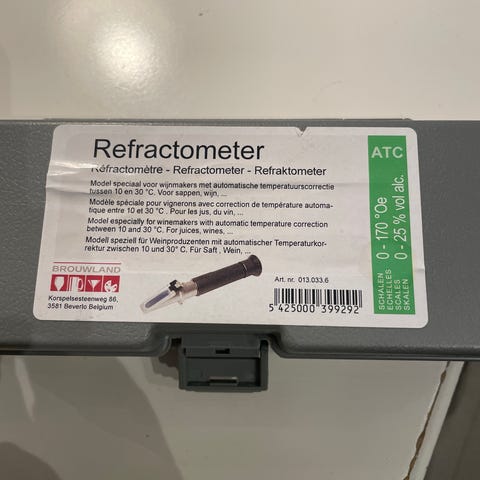 Refractometer
Réfractomètre - Refractometer - Refraktometer
Model speciaal voor wijnmakers met automatische temperatuurscorrectie
tussen 10 en 30 °C. Voor sappen, wijn, ...
Modèle spéciale pour vignerons avec correction de température automa-
tique entre 10 et 30 °C . Pour les jus, du vin, ...
Model especially for winemakers with automatic temperature correction
between 10 and 30 °C. For juices, wines, ...
Modell speziell für Weinproduzenten mit automatischer Temperaturkor-
rektur zwischen 10 und 30° C. Für Saft , Wein, ...
BROUWLAND
Korspelsesteenweg 86,
3581 Beverlo Belgium
Art. nr. 013.033.6
5 425000 399292
ATC
SCHALEN
ECHELLES
SCALES
SKALEN
0 - 170 °Oe
0 - 25 % vol alc.